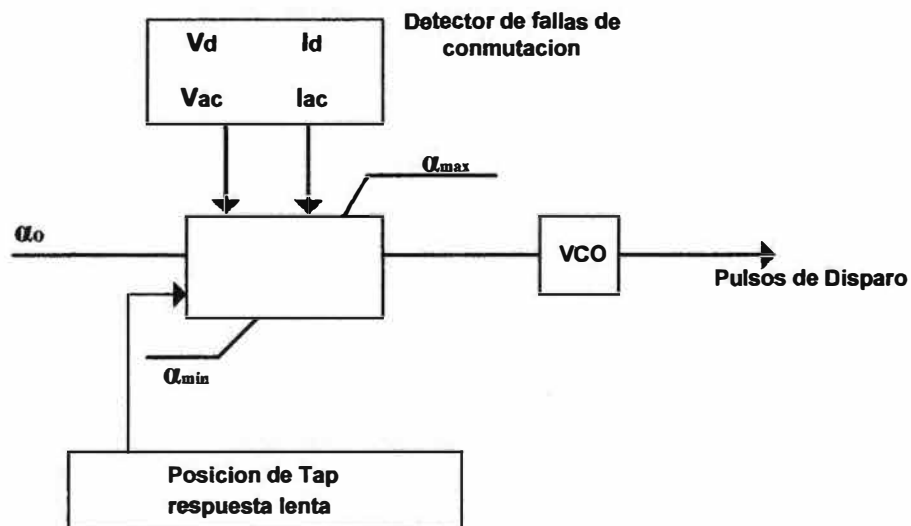 Detector de fallas de
conmutacion
Vd Id
Vac Iac
αmax
αo
VCO
Pulsos de Disparo
αmin
Posicion de Tap
respuesta lenta